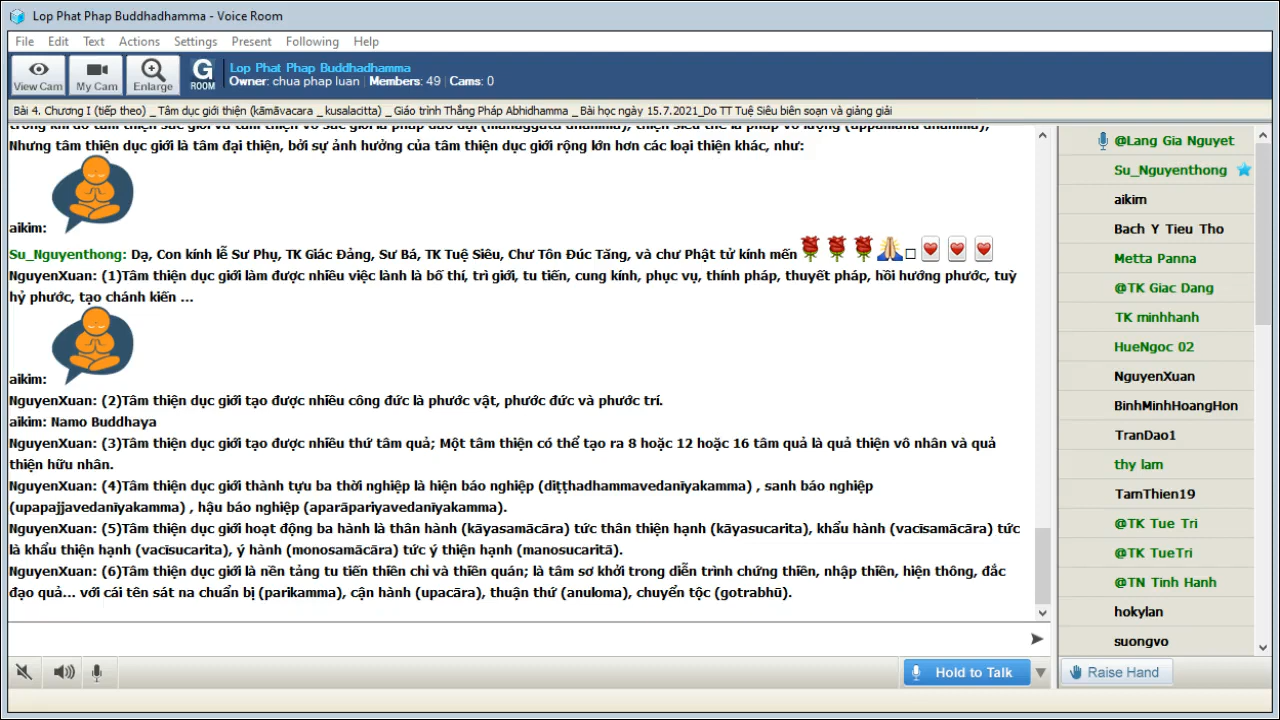 Lop Phat Phap Buddhadhamma - Voice Room
File Edit Text Actions Settings Present Following Help
View Cam My Cam Enlarge G ROOM
Lop Phat Phap Buddhadhamma
Owner: chua phap luan | Members: 49 | Cams: 0
Bài 4. Chương I (tiếp theo) _ Tâm dục giới thiện (kāmāvacara _kusalacitta) _ Giáo trình Thắng Pháp Abhidhamma _ Bài học ngày 15.7.2021_Do TT Tuệ Siêu biên soạn và giảng giải
Nhưng tâm thiện dục giới là tâm đại thiện, bởi sự ảnh hưởng của tâm thiện dục giới rộng lớn hơn các loại thiện khác, như:
aikim:
Su_Nguyenthong: Dạ, Con kính lễ Sư Phụ, TK Giác Đảng, Sư Bá, TK Tuệ Siêu, Chư Tôn Đúc Tăng, và chư Phật tử kính mến
NguyenXuan: (1)Tâm thiện dục giới làm được nhiều việc lành là bố thí, trì giới, tu tiến, cung kính, phục vụ, thính pháp, thuyết pháp, hồi hướng phước, tuỳ
hỷ phước, tạo chánh kiến ...
aikim:
NguyenXuan: (2)Tâm thiện dục giới tạo được nhiều công đức là phước vật, phước đức và phước trí.
aikim: Namo Buddhaya
NguyenXuan: (3)Tâm thiện dục giới tạo được nhiều thứ tâm quả; Một tâm thiện có thể tạo ra 8 hoặc 12 hoặc 16 tâm quả là quả thiện vô nhân và quả
thiện hữu nhân.
NguyenXuan: (4)Tâm thiện dục giới thành tựu ba thời nghiệp là hiện báo nghiệp (diṭṭhadhammavedanīyakamma) , sanh báo nghiệp
(upapajjavedanīyakamma) , hậu báo nghiệp (aparāpariyavedanīyakamma).
NguyenXuan: (5)Tâm thiện dục giới hoạt động ba hành là thân hành (kāyasamācāra) tức thân thiện hạnh (kāyasucarita), khẩu hành (vacīsamācāra) tức
là khẩu thiện hạnh (vacīsucarita), ý hành (monosamācāra) tức ý thiện hạnh (manosucaritā).
NguyenXuan: (6)Tâm thiện dục giới là nền tảng tu tiến thiền chỉ và thiền quán; là tâm sơ khởi trong diễn trình chứng thiền, nhập thiền, hiện thông, đắc
đạo quả... với cái tên sát na chuẩn bị (parikamma), cận hành (upacāra), thuận thứ (anuloma), chuyển tộc (gotrabhū).
@Lang Gia Nguyet
Su_Nguyenthong
aikim
Bach Y Tieu Tho
Metta Panna
@TK Giac Dang
TK minhhanh
HueNgoc 02
NguyenXuan
BinhMinhHoangHon
TranDao1
thy lam
TamThien19
@TK Tue Tri
@TK TueTri
@TN Tinh Hanh
hokylan
suongvo
Hold to Talk
Raise Hand